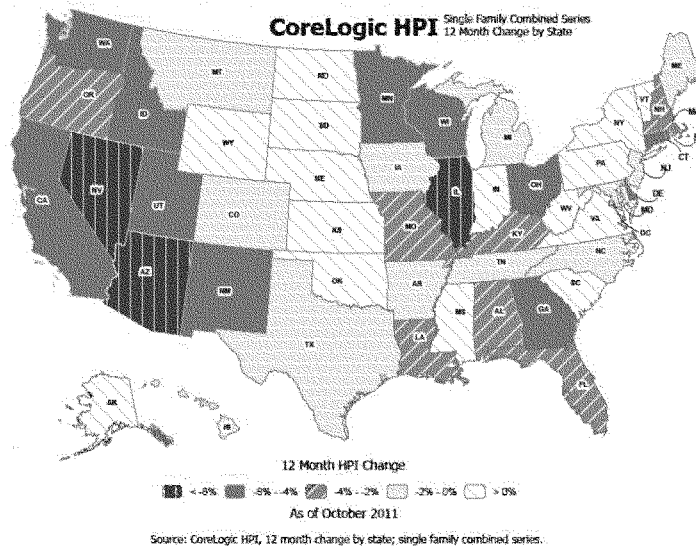 CoreLogic HPI
Single Family Combined Series
12 Month Change by State
WA
MT
ND
MN
ME
OR
ID
SD
WI
VT
NH
WY
MI
NY
IA
NE
PA
CT
NJ
NV
UT
CO
IL
IN
OH
DE
CA
MD
WV
VA
DC
MO
KY
KS
NC
TN
AZ
NM
OK
AR
SC
MS
AL
GA
TX
LA
FL
AK
HI
12 Month HPI Change
< -8%
-8% - -4%
-4% - -2%
-2% - 0%
> 0%
As of October 2011
Source: CoreLogic HPI, 12 month change by state; single family combined series.